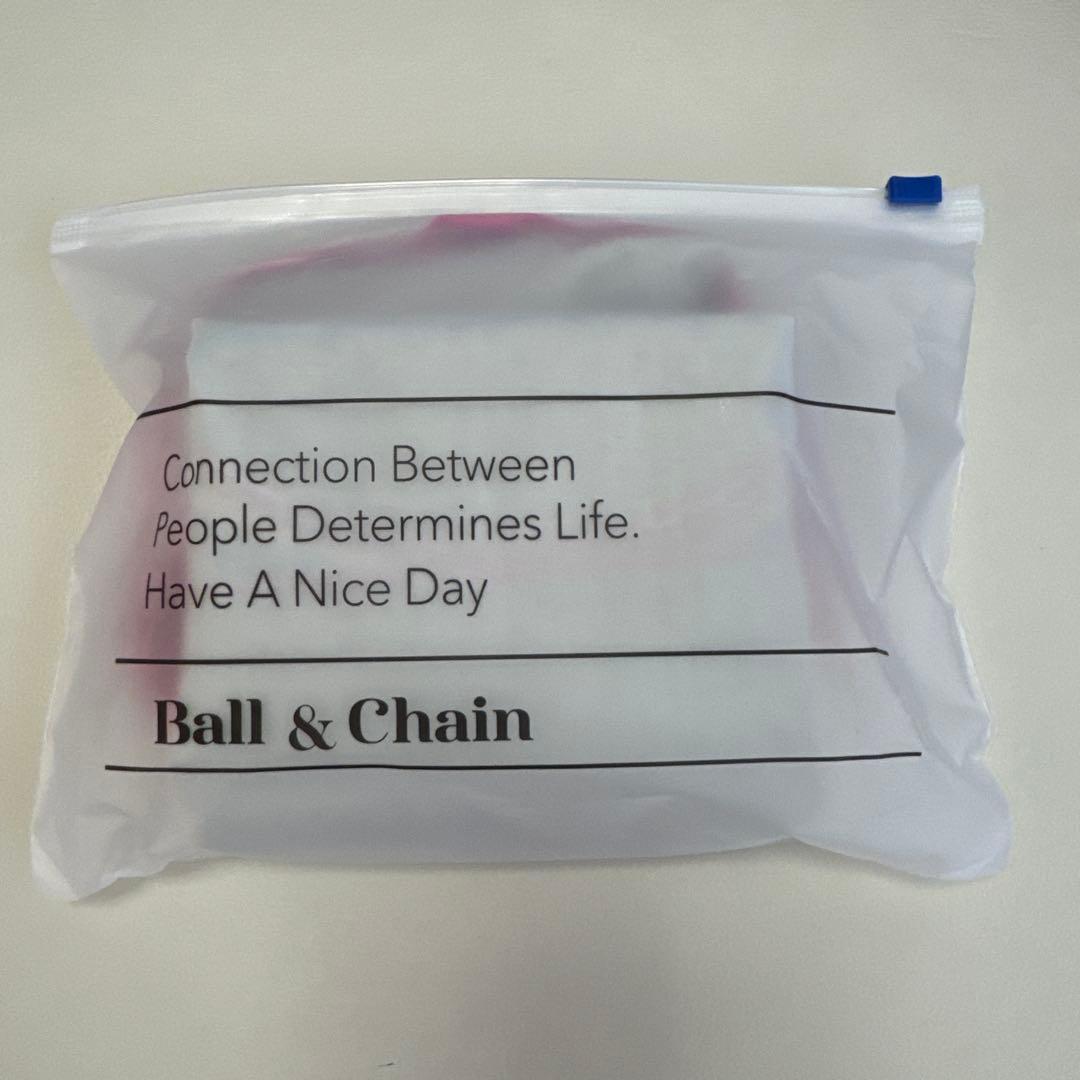 Connection Between
People Determines Life.
Have A Nice Day
Ball & Chain